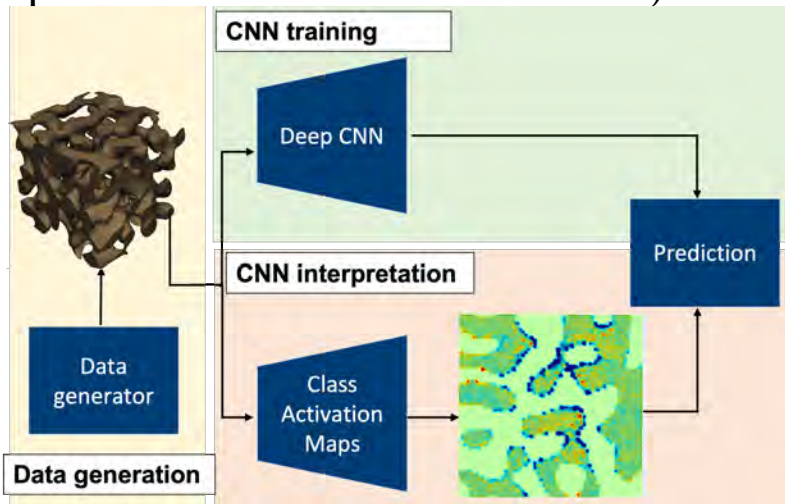 CNN training
Deep CNN
Prediction
CNN interpretation
Data
generator
Class
Activation
Maps
Data generation